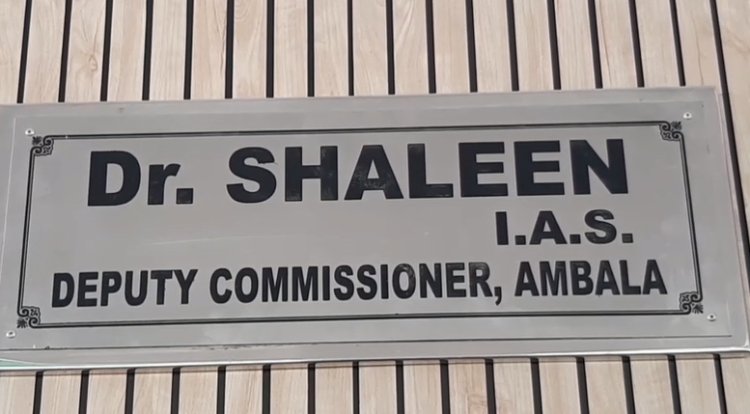 Dr. SHALEEN
I.A.S.
DEPUTY COMMISSIONER, AMBALA